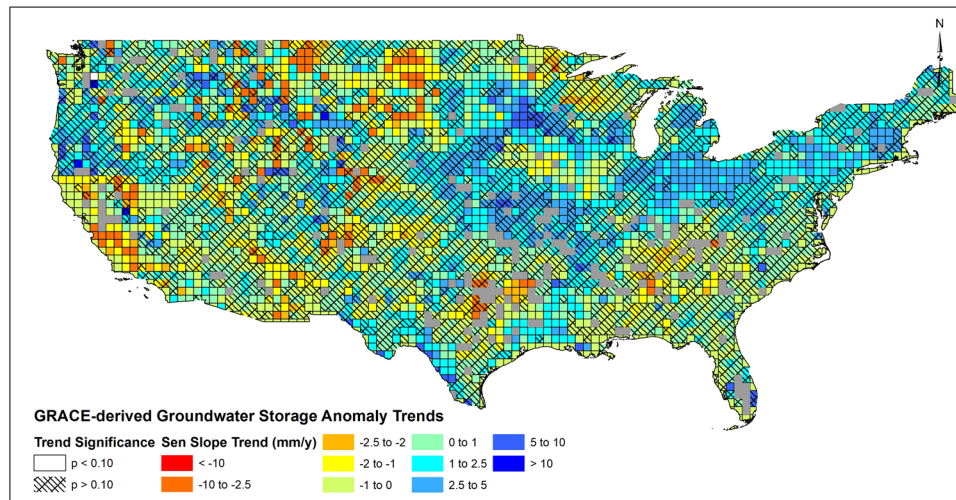 N
GRACE-derived Groundwater Storage Anomaly Trends
Trend Significance Sen Slope Trend (mm/y)
p < 0.10
p > 0.10
< -10
-10 to -2.5
-2.5 to -2
-2 to -1
-1 to 0
0 to 1
1 to 2.5
2.5 to 5
5 to 10
> 10